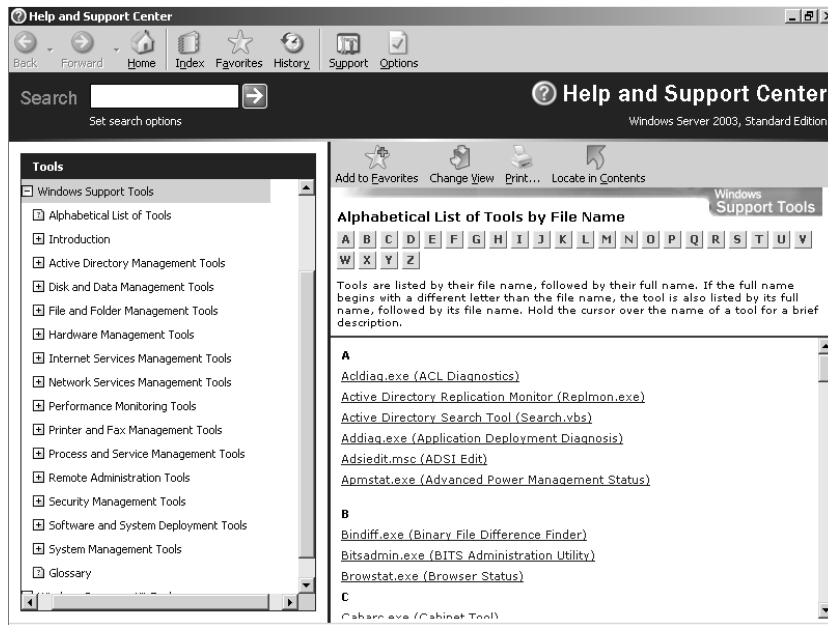 Help and Support Center
Back Forward Home Index Favorites History Support Options
Search
Set search options
Help and Support Center
Windows Server 2003, Standard Edition
Tools
Windows Support Tools
Alphabetical List of Tools
Introduction
Active Directory Management Tools
Disk and Data Management Tools
File and Folder Management Tools
Hardware Management Tools
Internet Services Management Tools
Network Services Management Tools
Performance Monitoring Tools
Printer and Fax Management Tools
Process and Service Management Tools
Remote Administration Tools
Security Management Tools
Software and System Deployment Tools
System Management Tools
Glossary
Add to Favorites Change View Print... Locate in Contents
Windows
Support Tools
Alphabetical List of Tools by File Name
A B C D E F G H I J K L M N O P Q R S T U V
W X Y Z
Tools are listed by their file name, followed by their full name. If the full name
begins with a different letter than the file name, the tool is also listed by its full
name, followed by its file name. Hold the cursor over the name of a tool for a brief
description.
A
Acldiag.exe (ACL Diagnostics)
Active Directory Replication Monitor (Replmon.exe)
Active Directory Search Tool (Search.vbs)
Addiag.exe (Application Deployment Diagnosis)
Adsiedit.msc (ADSI Edit)
Apmstat.exe (Advanced Power Management Status)
B
Bindiff.exe (Binary File Difference Finder)
Bitsadmin.exe (BITS Administration Utility)
Browstat.exe (Browser Status)
C
Cabarc.exe (Cabinet Tool)